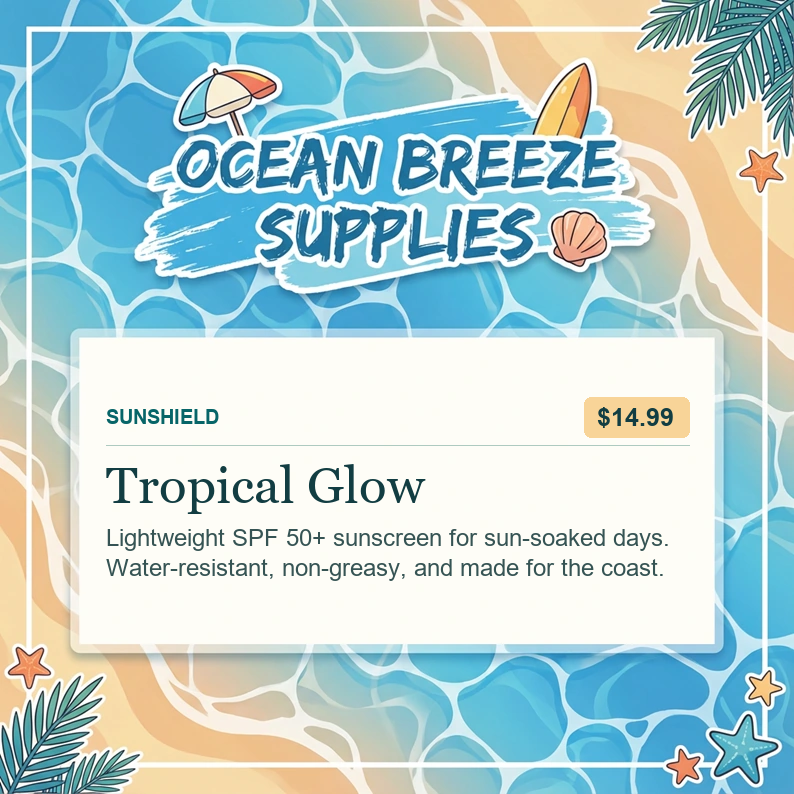 OCEAN BREEZE
SUPPLIES
SUNSHIELD
$14.99
Tropical Glow
Lightweight SPF 50+ sunscreen for sun-soaked days.
Water-resistant, non-greasy, and made for the coast.